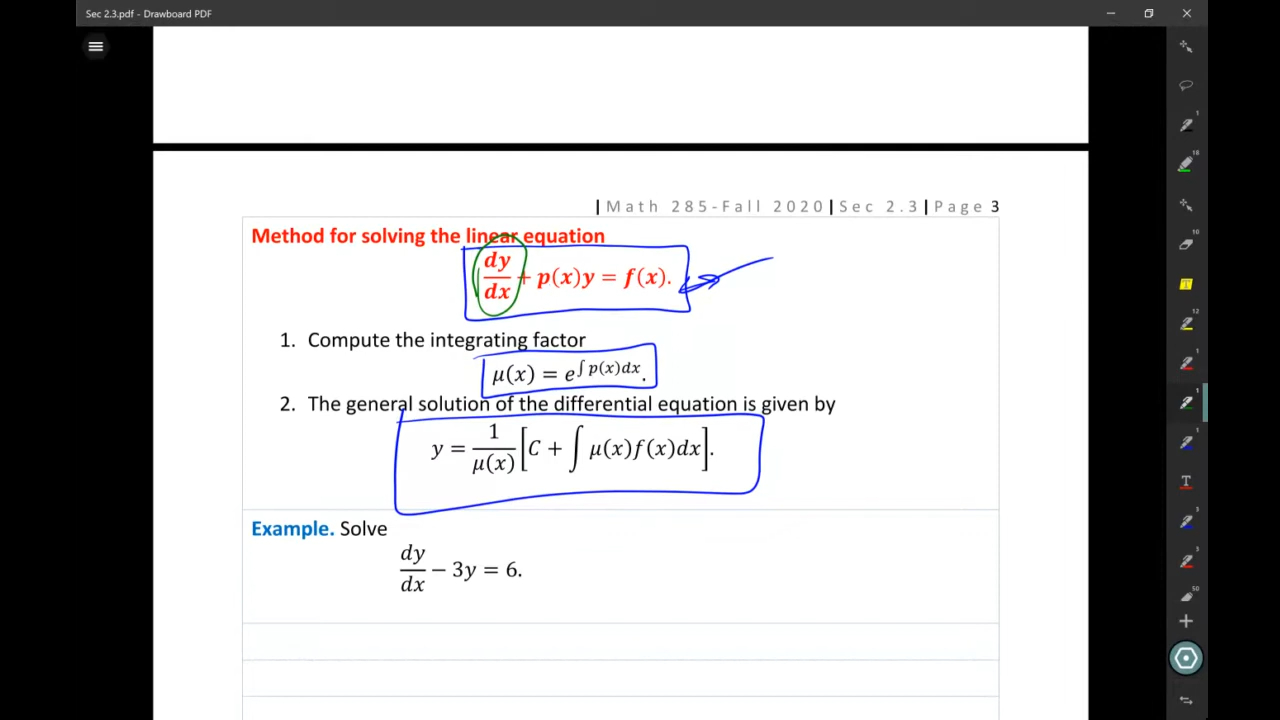 Sec 2.3.pdf - Drawboard PDF
|Math 285-Fall 2020|Sec 2.3|Page 3
Method for solving the linear equation
dy/dx + p(x)y = f(x).
1. Compute the integrating factor
μ(x) = e^{∫ p(x)dx}.
2. The general solution of the differential equation is given by
y = 1/μ(x) [C + ∫ μ(x)f(x)dx].
Example. Solve
dy/dx − 3y = 6.